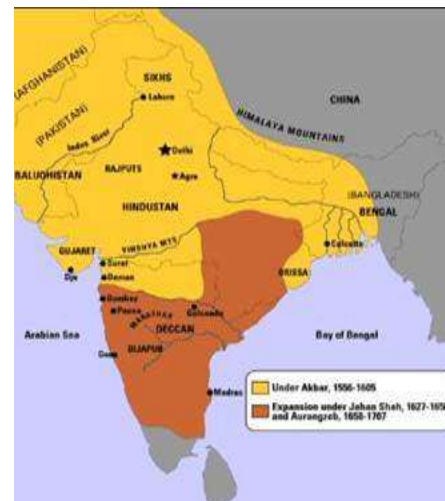 (AFGHANISTAN)
SIKHS
Lahore
CHINA
(PAKISTAN)
Indus River
HIMALAYA MOUNTAINS
Delhi
BALUCHISTAN
RAJPUTS
Agra
HINDUSTAN
(BANGLADESH)
BENGAL
GUJARET
VINDHYA MTS
Calcutta
Surat
Diu
Daman
ORISSA
Bombay
Poona
MARATHAS
Golconda
Arabian Sea
DECCAN
Bay of Bengal
BIJAPUR
Goa
Under Akbar, 1556-1605
Madras
Expansion under Jahan Shah, 1627-165
and Aurangzeb, 1658-1707